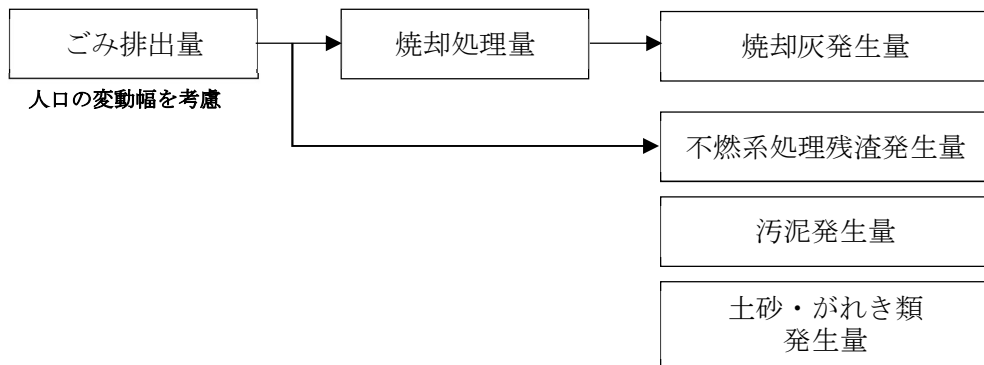 ごみ排出量
焼却処理量
焼却灰発生量
人口の変動幅を考慮
不燃系処理残渣発生量
汚泥発生量
土砂・がれき類
発生量